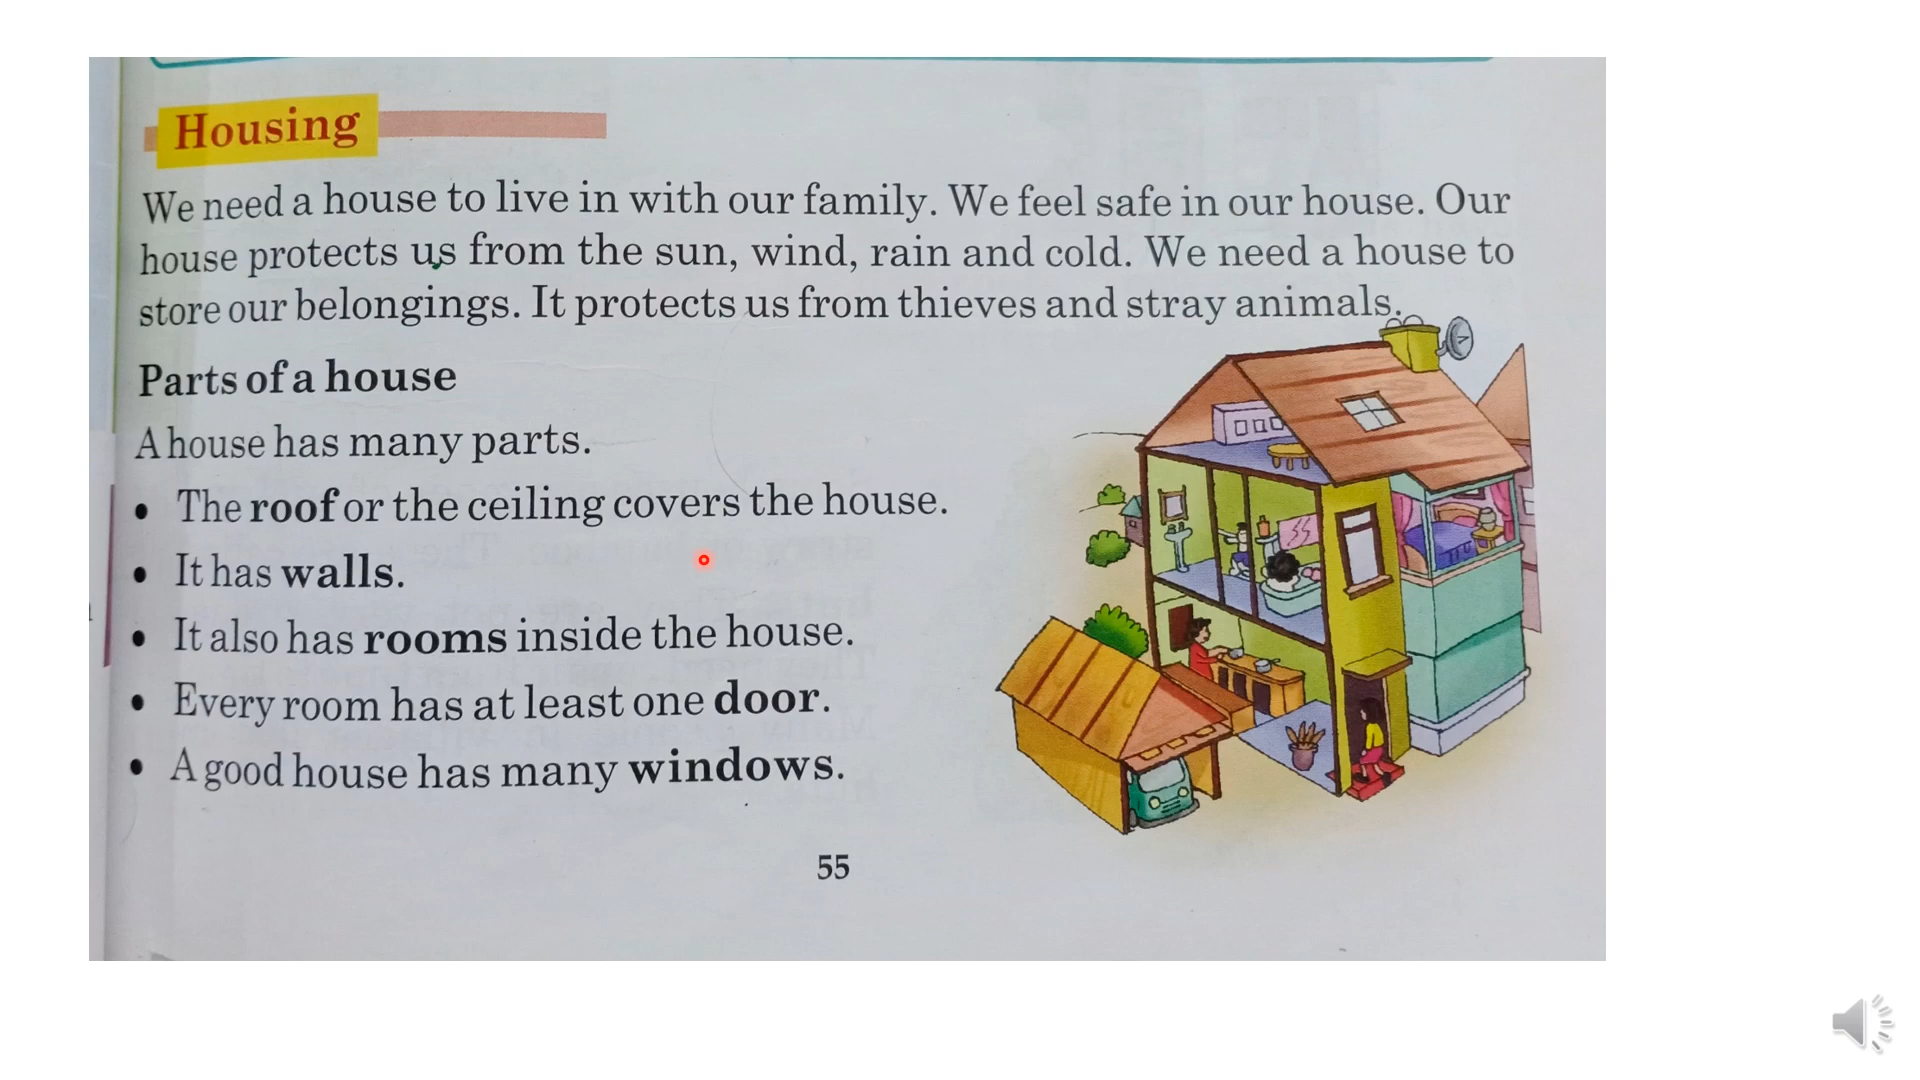 Housing
We need a house to live in with our family. We feel safe in our house. Our
house protects us from the sun, wind, rain and cold. We need a house to
store our belongings. It protects us from thieves and stray animals.
Parts of a house
A house has many parts.
• The roof or the ceiling covers the house.
• It has walls.
• It also has rooms inside the house.
• Every room has at least one door.
• A good house has many windows.
55